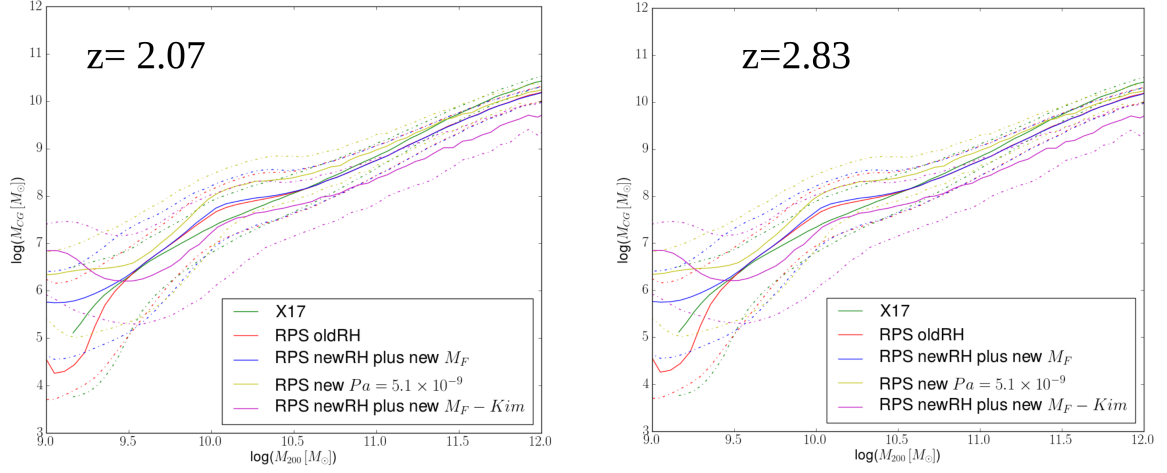 z= 2.07
12
11
10
9
8
7
6
5
4
3
log(M_CG [M_⊙])
X17
RPS oldRH
RPS newRH plus new M_F
RPS new Pa = 5.1 × 10^−9
RPS newRH plus new M_F − Kim
9.0 9.5 10.0 10.5 11.0 11.5 12.0
log(M_200 [M_⊙])
z=2.83
12
11
10
9
8
7
6
5
4
3
log(M_CG [M_⊙])
X17
RPS oldRH
RPS newRH plus new M_F
RPS new Pa = 5.1 × 10^−9
RPS newRH plus new M_F − Kim
9.0 9.5 10.0 10.5 11.0 11.5 12.0
log(M_200 [M_⊙])